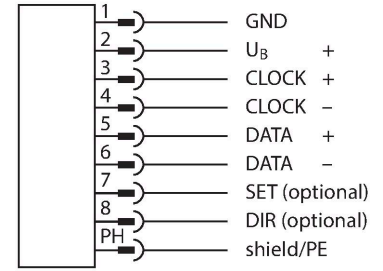 1 GND
2 U_B +
3 CLOCK +
4 CLOCK –
5 DATA +
6 DATA –
7 SET (optional)
8 DIR (optional)
PH shield/PE